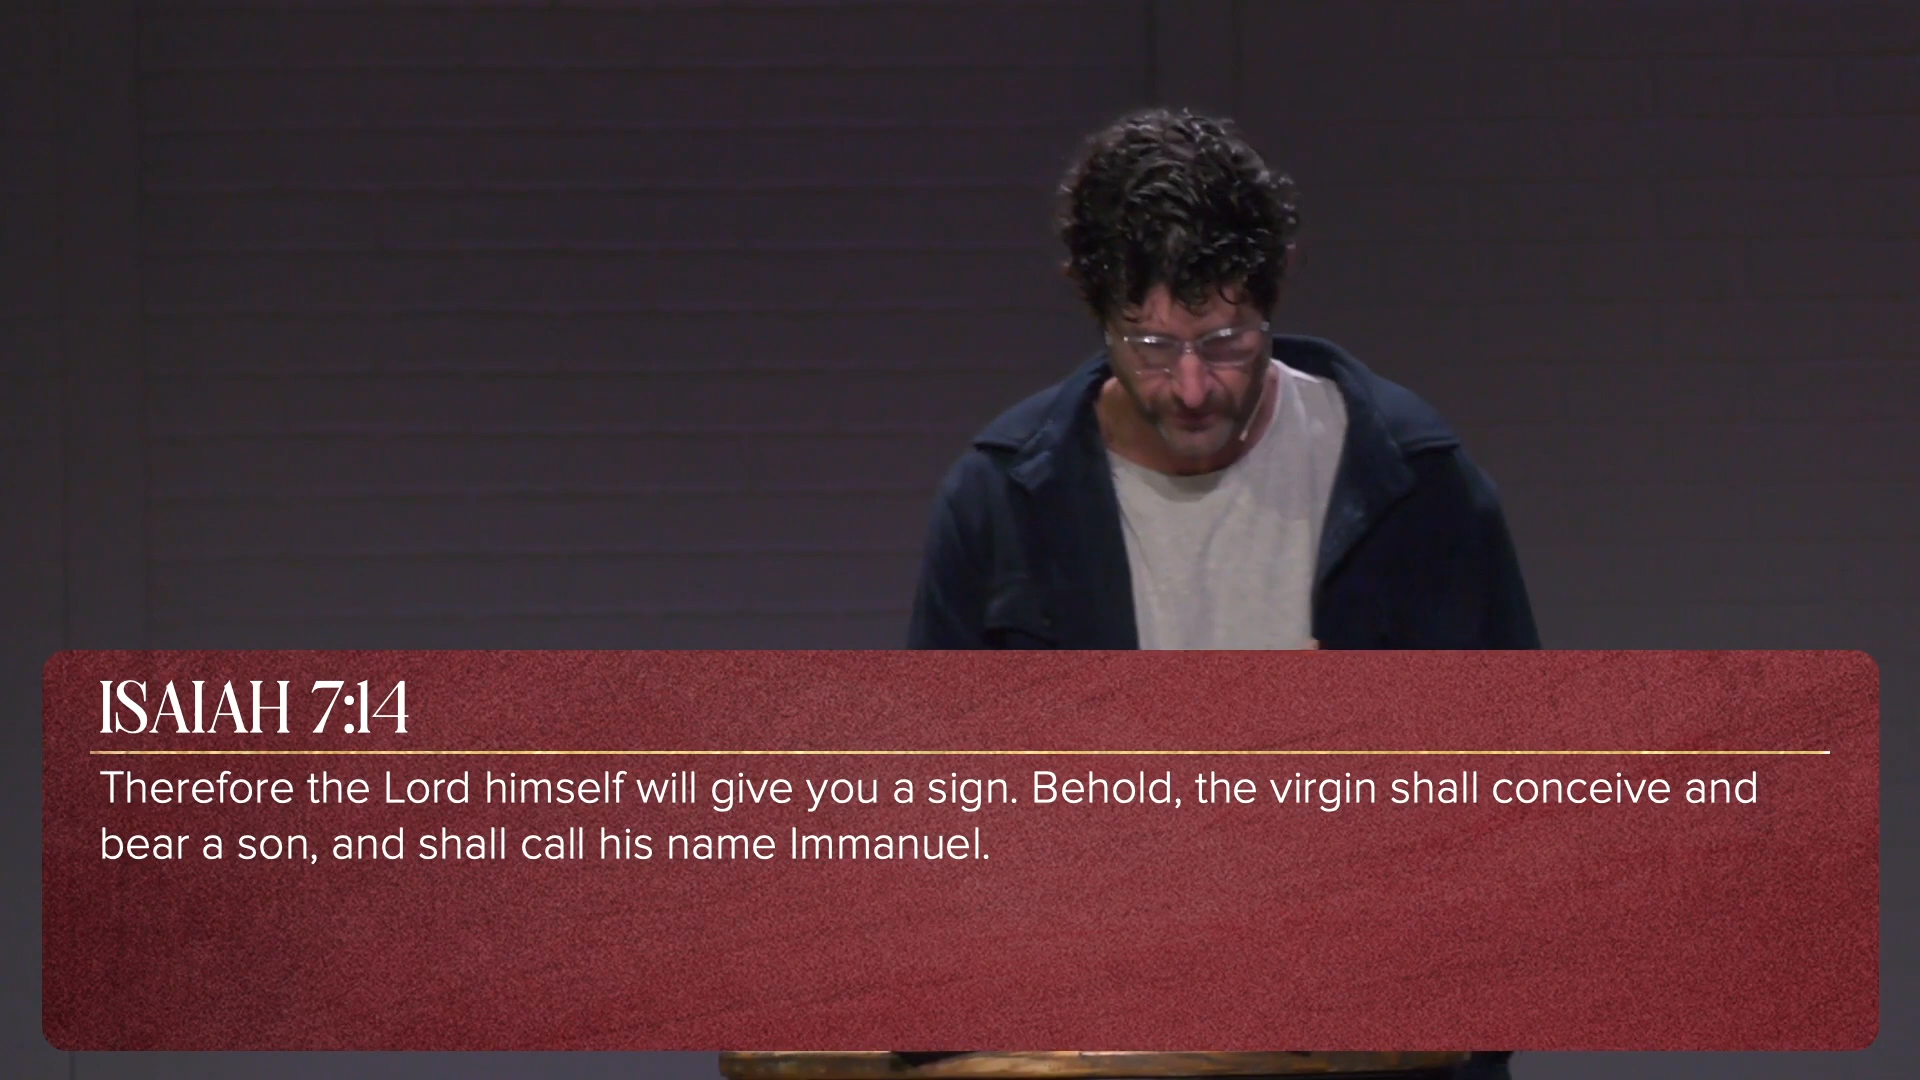 ISAIAH 7:14
Therefore the Lord himself will give you a sign. Behold, the virgin shall conceive and
bear a son, and shall call his name Immanuel.